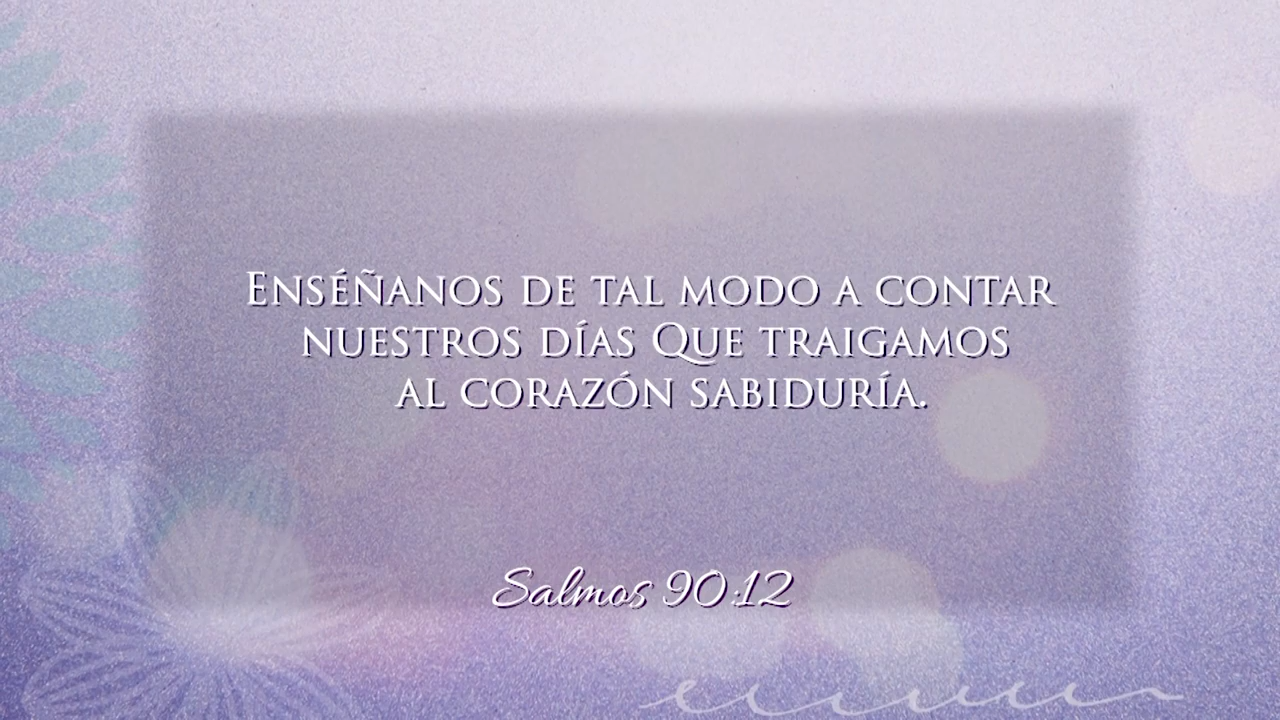 Enséñanos de tal modo a contar
nuestros días Que traigamos
al corazón sabiduría.
Salmos 90:12